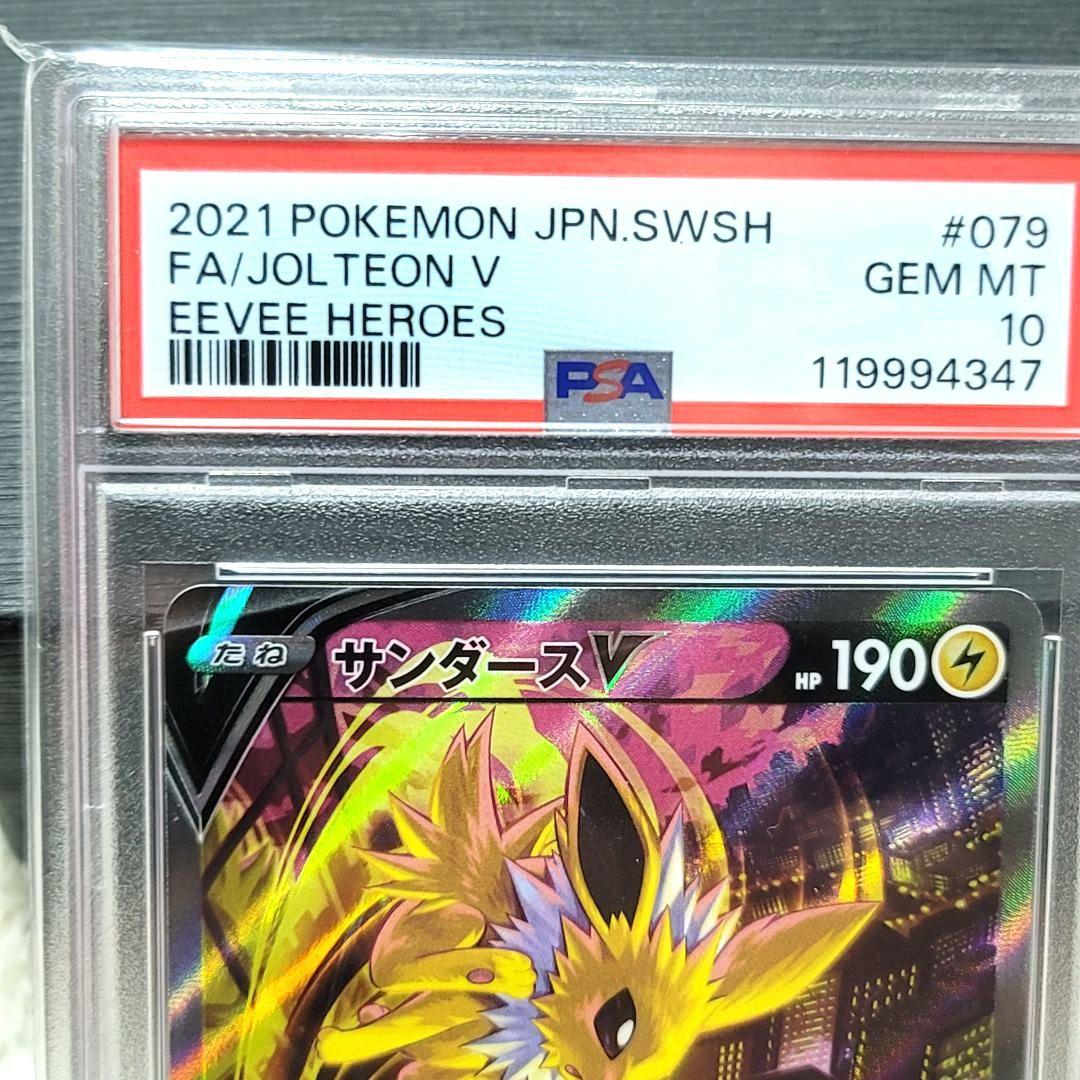 2021 POKEMON JPN.SWSH #079
FA/JOLTEON V GEM MT
EEVEE HEROES 10
PSA 119994347
たね サンダースV HP 190